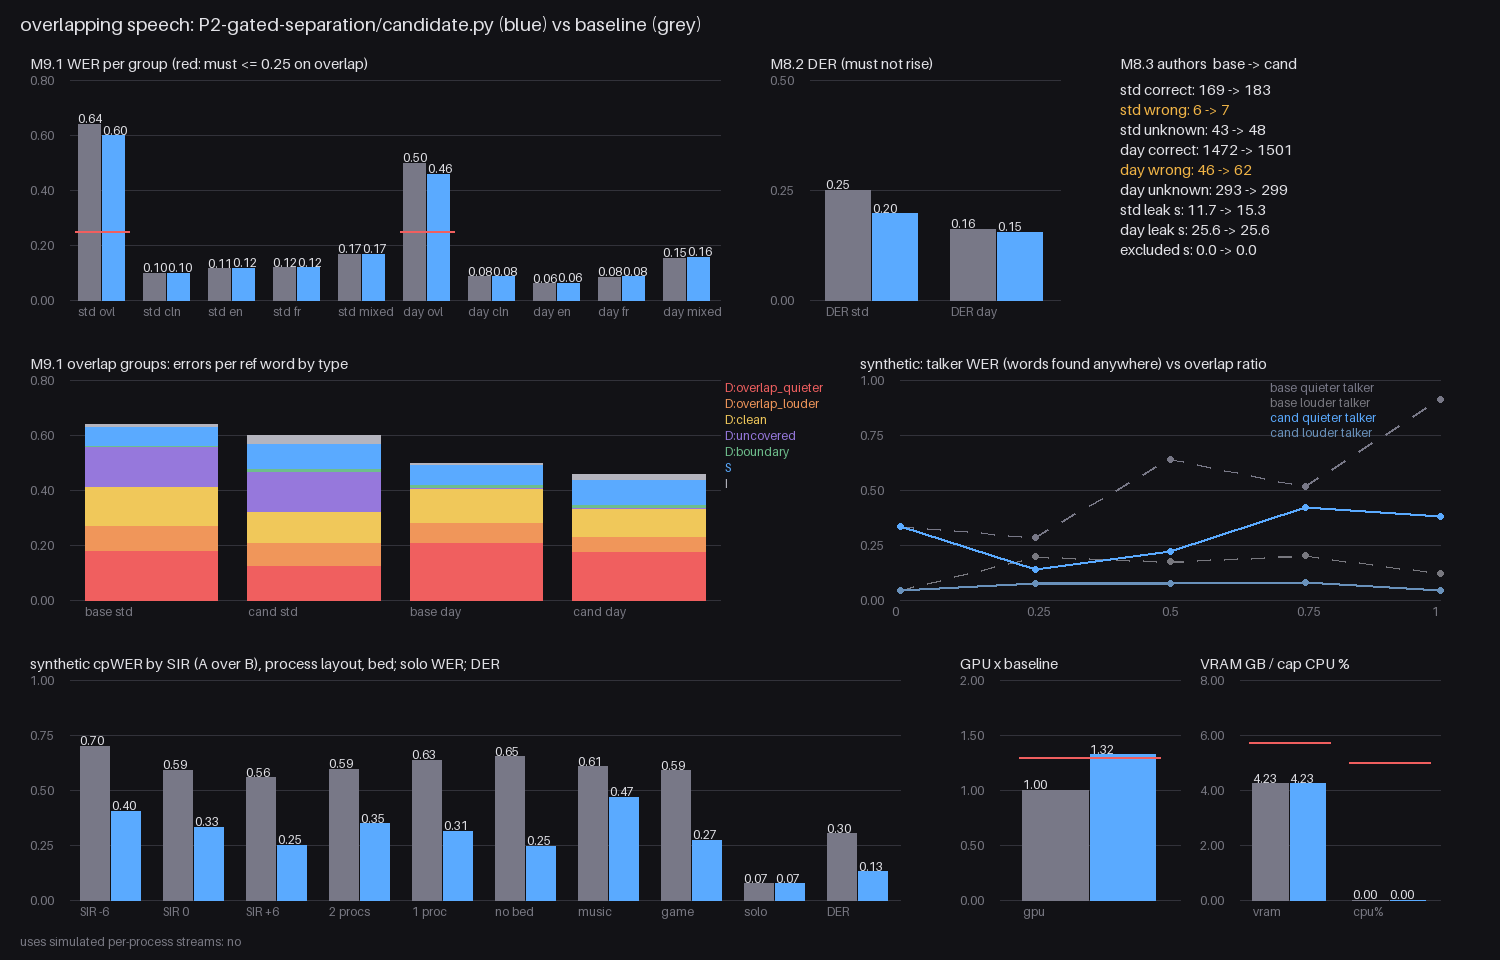 overlapping speech: P2-gated-separation/candidate.py (blue) vs baseline (grey)
M9.1 WER per group (red: must <= 0.25 on overlap)
0.80
0.60
0.40
0.20
0.00
0.64
0.60
0.10
0.10
0.11
0.12
0.12
0.12
0.17
0.17
0.50
0.46
0.08
0.08
0.06
0.06
0.08
0.08
0.15
0.16
std ovl
std cln
std en
std fr
std mixed
day ovl
day cln
day en
day fr
day mixed
M8.2 DER (must not rise)
0.50
0.25
0.00
0.25
0.20
0.16
0.15
DER std
DER day
M8.3 authors  base -> cand
std correct: 169 -> 183
std wrong: 6 -> 7
std unknown: 43 -> 48
day correct: 1472 -> 1501
day wrong: 46 -> 62
day unknown: 293 -> 299
std leak s: 11.7 -> 15.3
day leak s: 25.6 -> 25.6
excluded s: 0.0 -> 0.0
M9.1 overlap groups: errors per ref word by type
0.80
0.60
0.40
0.20
0.00
base std
cand std
base day
cand day
D:overlap_quieter
D:overlap_louder
D:clean
D:uncovered
D:boundary
S
I
synthetic: talker WER (words found anywhere) vs overlap ratio
1.00
0.75
0.50
0.25
0.00
base quieter talker
base louder talker
cand quieter talker
cand louder talker
0
0.25
0.5
0.75
1
synthetic cpWER by SIR (A over B), process layout, bed; solo WER; DER
1.00
0.75
0.50
0.25
0.00
0.70
0.40
0.59
0.33
0.56
0.25
0.59
0.35
0.63
0.31
0.65
0.25
0.61
0.47
0.59
0.27
0.07
0.07
0.30
0.13
SIR -6
SIR 0
SIR +6
2 procs
1 proc
no bed
music
game
solo
DER
GPU x baseline
2.00
1.50
1.00
0.50
0.00
1.00
1.32
gpu
VRAM GB / cap CPU %
8.00
6.00
4.00
2.00
0.00
4.23
4.23
0.00
0.00
vram
cpu%
uses simulated per-process streams: no